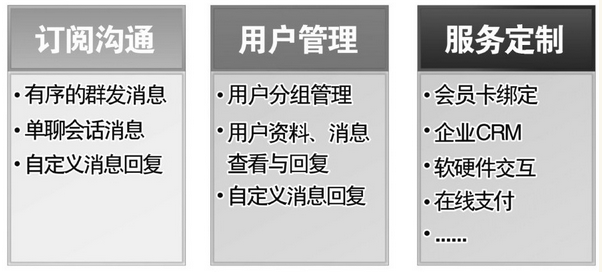 订阅沟通
·有序的群发消息
·单聊会话消息
·自定义消息回复
用户管理
·用户分组管理
·用户资料、消息
查看与回复
·自定义消息回复
服务定制
·会员卡绑定
·企业CRM
·软硬件交互
·在线支付
·……